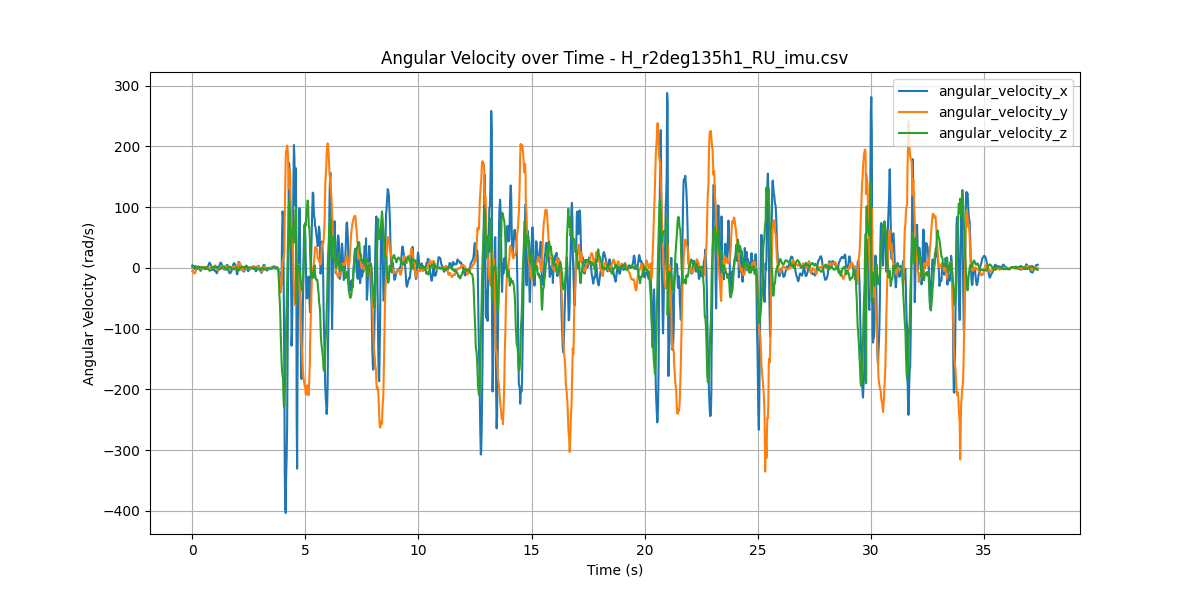 Angular Velocity over Time - H_r2deg135h1_RU_imu.csv
angular_velocity_x
angular_velocity_y
angular_velocity_z
Angular Velocity (rad/s)
300
200
100
0
−100
−200
−300
−400
0 5 10 15 20 25 30 35
Time (s)